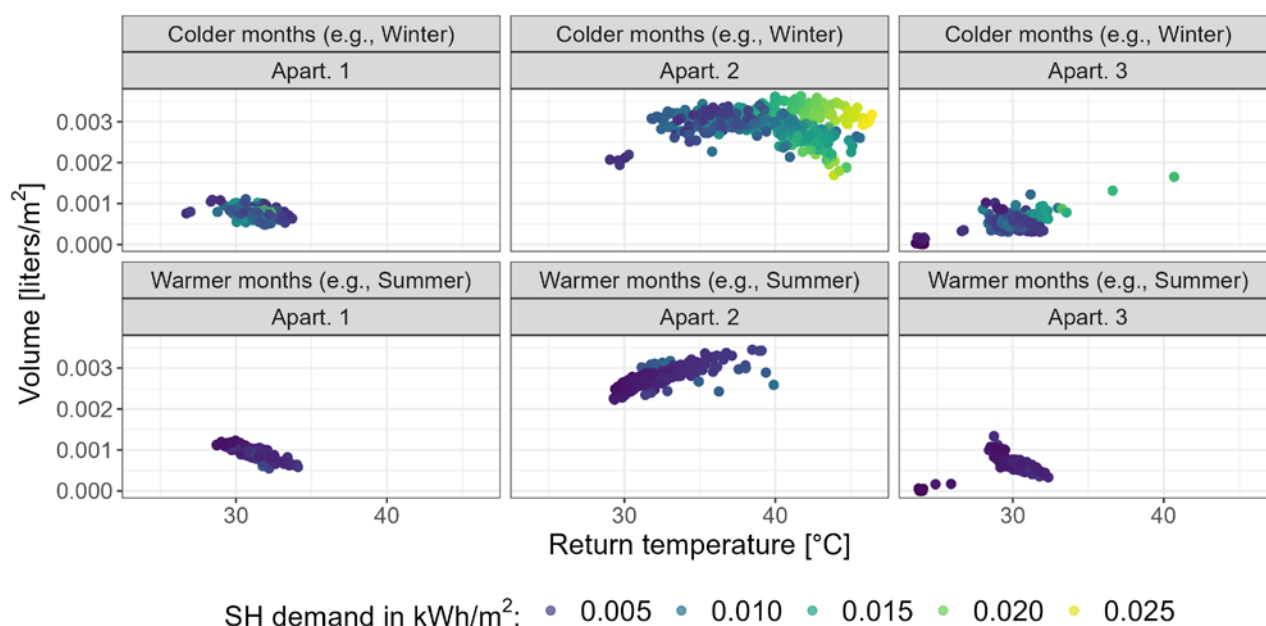 Colder months (e.g., Winter) Colder months (e.g., Winter) Colder months (e.g., Winter)
Apart. 1 Apart. 2 Apart. 3
0.003
0.002
0.001
0.000
Volume [liters/m²]
Warmer months (e.g., Summer) Warmer months (e.g., Summer) Warmer months (e.g., Summer)
Apart. 1 Apart. 2 Apart. 3
0.003
0.002
0.001
0.000
30 40 30 40 30 40
Return temperature [°C]
SH demand in kWh/m²: 0.005 0.010 0.015 0.020 0.025